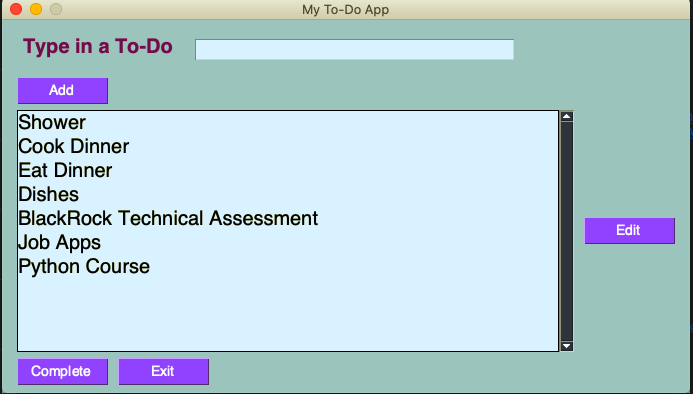 My To-Do App
Type in a To-Do
Add
Shower
Cook Dinner
Eat Dinner
Dishes
BlackRock Technical Assessment
Job Apps
Python Course
Edit
Complete
Exit